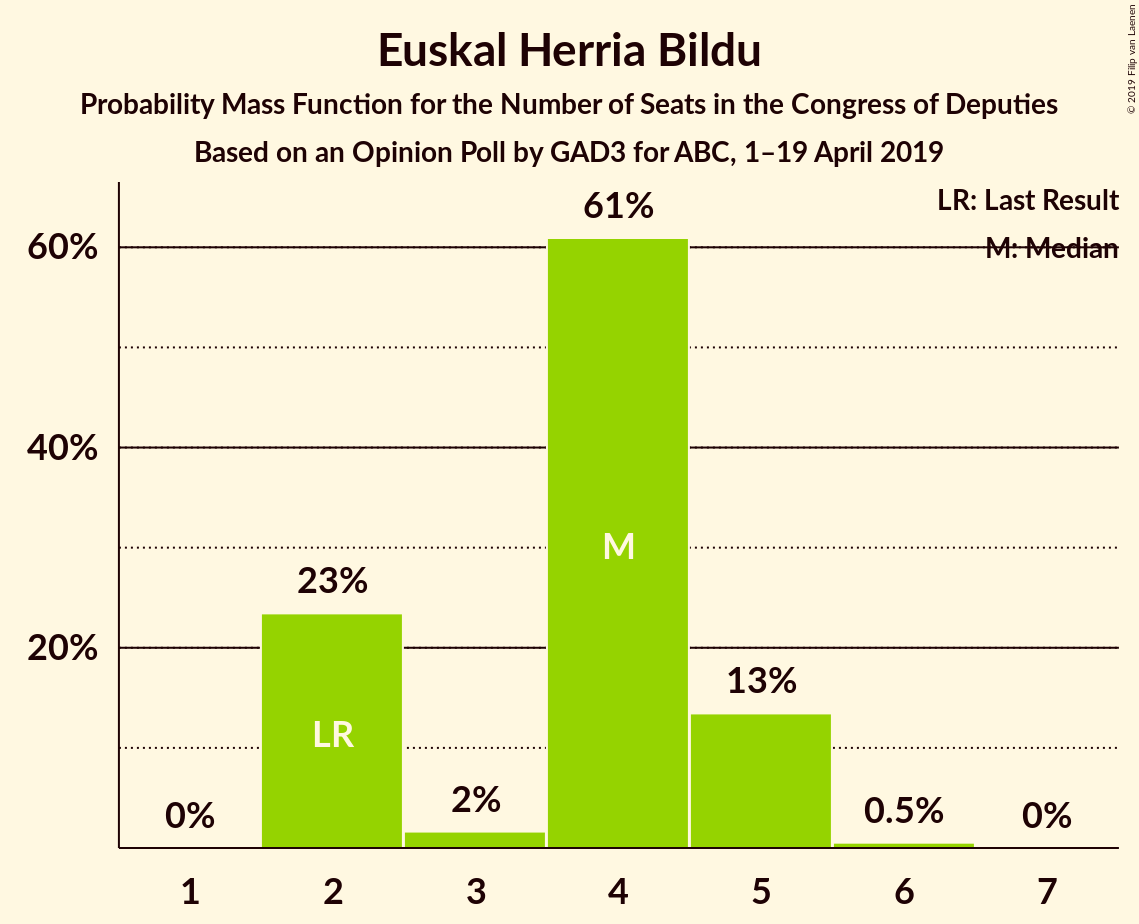 Euskal Herria Bildu
Probability Mass Function for the Number of Seats in the Congress of Deputies
Based on an Opinion Poll by GAD3 for ABC, 1–19 April 2019
© 2019 Filip van Laenen
LR: Last Result
M: Median
60%
40%
20%
0%
23%
2%
61%
13%
0.5%
0%
LR
M
1 2 3 4 5 6 7